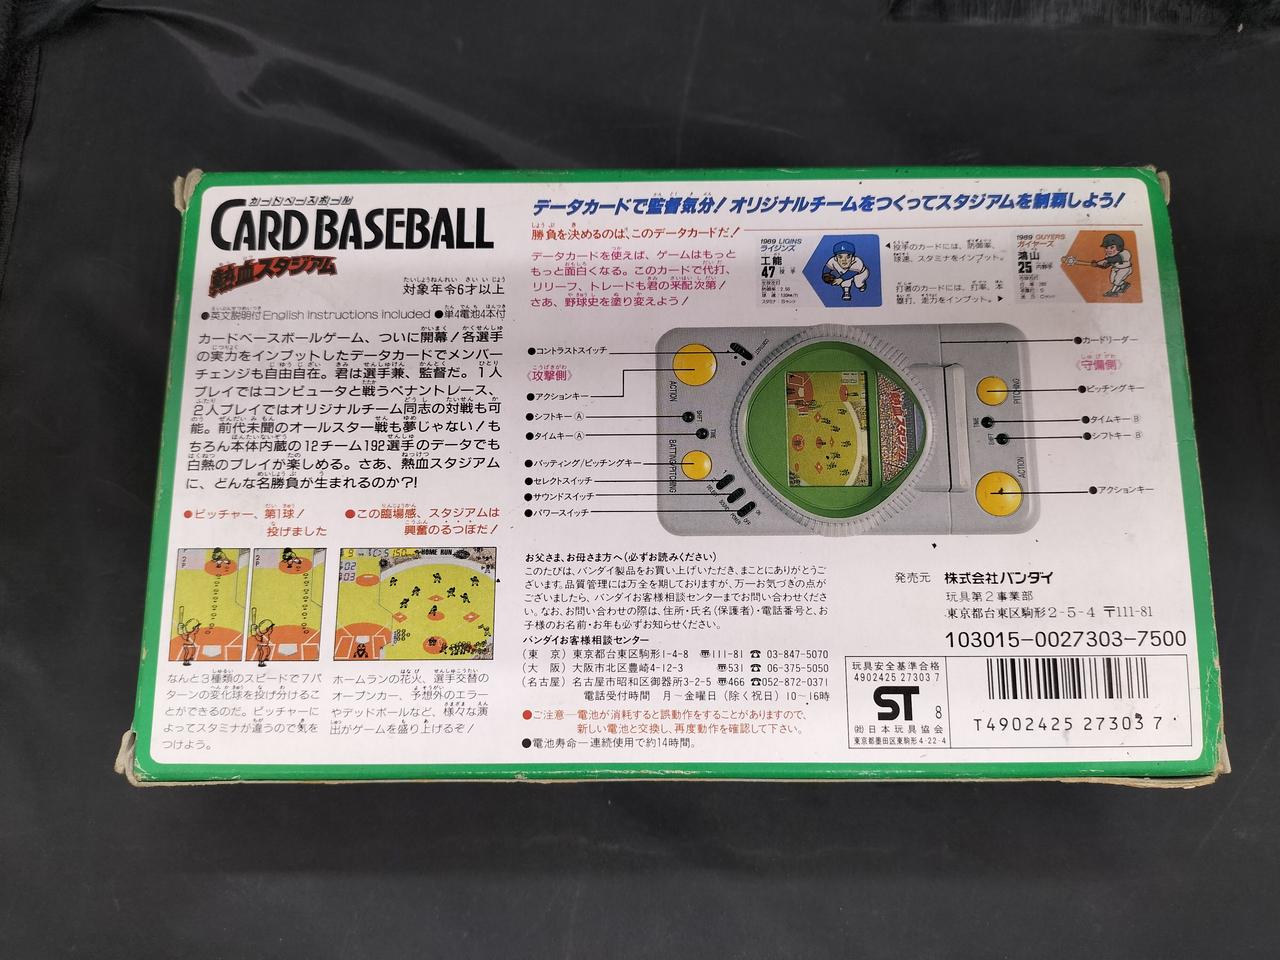 カードベースボール
CARD BASEBALL
熱血スタジアム
対象年令6才以上
●英文説明付English Instructions Included ●単4電池4本付
カードベースボールゲーム、ついに開幕!各選手
の実力をインプットしたデータカードでメンバー
チェンジも自由自在。君は選手兼、監督だ。1人
プレイではコンピュータと戦うペナントレース、
2人プレイではオリジナルチーム同志の対戦も可
能。前代未聞のオールスター戦も夢じゃない!も
ちろん本体内蔵の12チーム192選手のデータでも
白熱のプレイが楽しめる。さあ、熱血スタジアム
に、どんな名勝負が生まれるのか?!
●ピッチャー、第1球!
投げました
●この臨場感、スタジアムは
興奮のるつぼだ!
HOME RUN
なんと3種類のスピードで7パ
ターンの変化球を投げ分けるこ
とができるのだ。ピッチャーに
よってスタミナが違うので気を
つけよう。
ホームランの花火、選手交替の
オープンカー、予想外のエラー
やデッドボールなど、様々な演
出がゲームを盛り上げるぞ!
データカードで監督気分!オリジナルチームをつくってスタジアムを制覇しよう!
勝負を決めるのは、このデータカードだ!
データカードを使えば、ゲームはもっと
もっと面白くなる。このカードで代打、
リリーフ、トレードも君の采配次第!
さあ、野球史を塗り変えよう!
1989 LIGINS
ライジンズ
工能
47 投手
◀投手のカードには、防御率、
球速、スタミナをインプット。
打者のカードには、打率、本
塁打、走力をインプット。▶
1989 GUYERS
ガイヤーズ
鴻山
25 内野手
●コントラストスイッチ
《攻撃側》
●アクションキー
●シフトキーⒶ
●タイムキーⒶ
●バッティング/ピッチングキー
●セレクトスイッチ
●サウンドスイッチ
●パワースイッチ
CONTRAST
ACTION
SHIFT
TIME
BATTING/PITCHING
SELECT
SOUND
POWER
OFF
ON
熱血スタジアム
PITCHING
TIME
SHIFT
ACTION
●カードリーダー
《守備側》
●ピッチングキー
●タイムキーⒷ
●シフトキーⒷ
●アクションキー
お父さま、お母さま方へ(必ずお読みください)
このたびは、バンダイ製品をお買い上げいただき、まことにありがとうご
ざいます。品質管理には万全を期しておりますが、万一お気づきの点が
ございましたら、バンダイお客様相談センターまでお問い合わせくださ
い。なお、お問い合わせの際は、住所・氏名(保護者)・電話番号と、お
子様のお名前・お年も必ずお知らせください。
バンダイお客様相談センター
(東 京)東京都台東区駒形1-4-8 〠111-81 ☎03-847-5070
(大 阪)大阪市北区豊崎4-12-3 〠531 ☎06-375-5050
(名古屋)名古屋市昭和区御器所3-2-5 〠466 ☎052-872-0371
電話受付時間 月〜金曜日(除く祝日)10〜16時
●ご注意—電池が消耗すると誤動作をすることがありますので、
新しい電池と交換し、再度動作を確認して下さい。
●電池寿命—連続使用で約14時間。
発売元 株式会社バンダイ
玩具第2事業部
東京都台東区駒形2-5-4 〒111-81
103015-0027303-7500
玩具安全基準合格
4902425 27303 7
ST 8
㈳日本玩具協会
東京都墨田区東駒形4-22-4
T4902425 27303 7